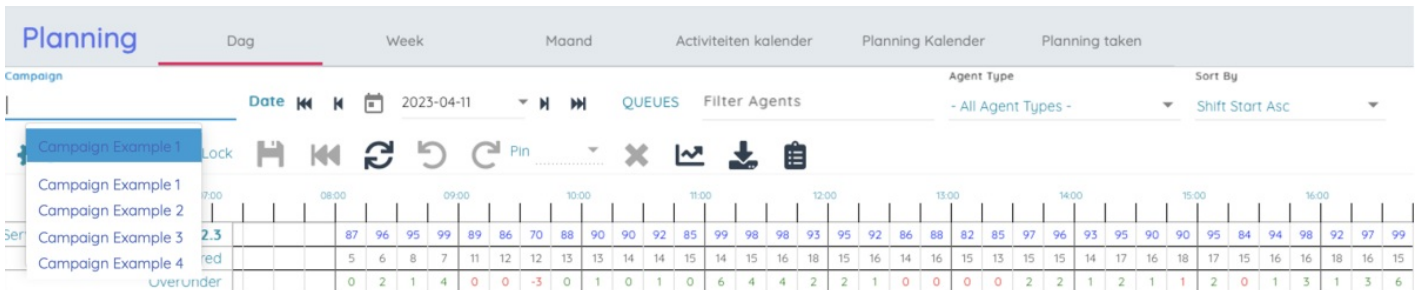 Planning Dag Week Maand Activiteiten kalender Planning Kalender Planning taken
Campaign Agent Type Sort By
Date 2023-04-11 QUEUES Filter Agents - All Agent Types - Shift Start Asc
Campaign Example 1 Lock Pin
Campaign Example 1
Campaign Example 2
Campaign Example 3
Campaign Example 4
08:00 09:00 10:00 11:00 12:00 13:00 14:00 15:00 16:00
2.3 87 96 95 99 89 86 70 88 90 90 92 85 99 98 98 93 95 92 86 88 82 85 97 96 93 95 90 90 95 84 94 98 92 97 99
5 6 8 7 11 12 12 13 13 14 14 15 14 15 16 18 15 16 14 16 15 13 15 15 14 17 16 18 17 15 16 16 18 16 15
OverUnder 0 2 1 4 0 0 -3 0 1 0 1 0 6 4 4 2 2 1 0 0 0 0 2 2 1 2 1 1 2 0 1 3 1 3 6